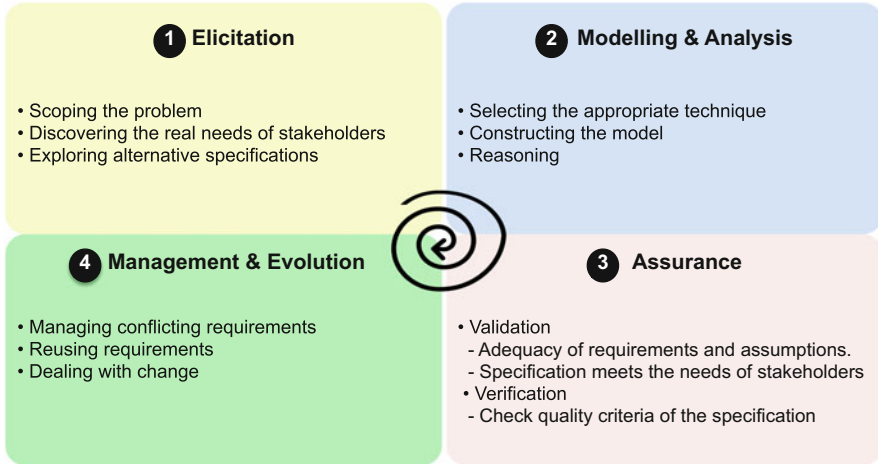 1 Elicitation
• Scoping the problem
• Discovering the real needs of stakeholders
• Exploring alternative specifications
2 Modelling & Analysis
• Selecting the appropriate technique
• Constructing the model
• Reasoning
4 Management & Evolution
• Managing conflicting requirements
• Reusing requirements
• Dealing with change
3 Assurance
• Validation
- Adequacy of requirements and assumptions.
- Specification meets the needs of stakeholders
• Verification
- Check quality criteria of the specification